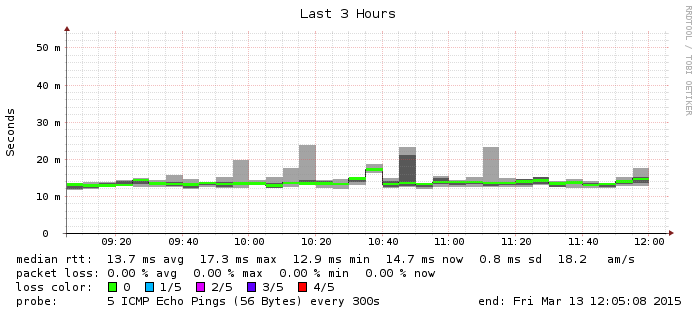 Last 3 Hours
RRDTOOL / TOBI OETIKER
Seconds
50 m
40 m
30 m
20 m
10 m
0
09:20 09:40 10:00 10:20 10:40 11:00 11:20 11:40 12:00
median rtt: 13.7 ms avg 17.3 ms max 12.9 ms min 14.7 ms now 0.8 ms sd 18.2 am/s
packet loss: 0.00 % avg 0.00 % max 0.00 % min 0.00 % now
loss color: 0 1/5 2/5 3/5 4/5
probe: 5 ICMP Echo Pings (56 Bytes) every 300s end: Fri Mar 13 12:05:08 2015